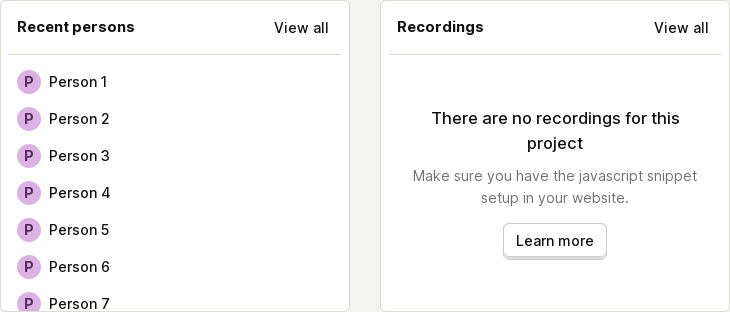 Recent persons
View all
P Person 1
P Person 2
P Person 3
P Person 4
P Person 5
P Person 6
P Person 7
Recordings
View all
There are no recordings for this
project
Make sure you have the javascript snippet
setup in your website.
Learn more